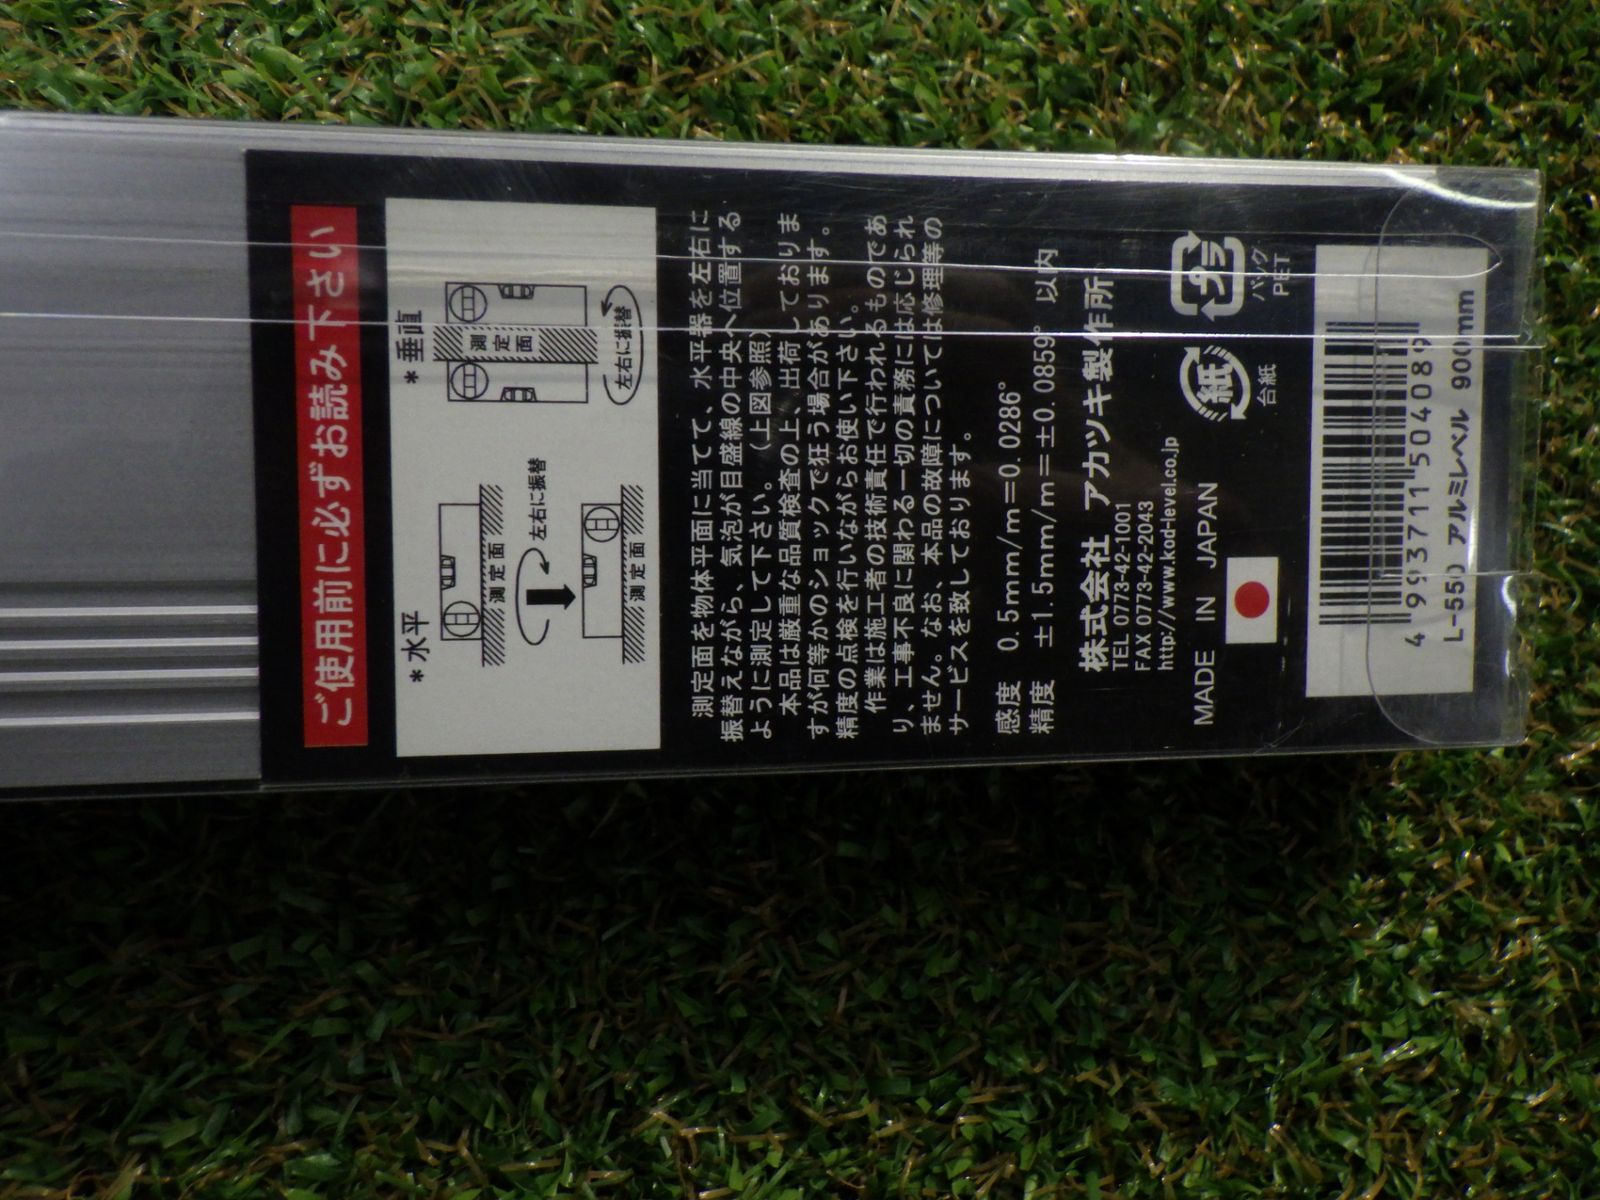 ご使用前に必ずお読み下さい
＊水平
測定面
左右に振替
測定面
＊垂直
測定面
左右に振替
測定面を物体平面に当てて、水平器を左右に
振替えながら、気泡が目盛線の中央へ位置する
ように測定して下さい。（上図参照）
本品は厳重な品質検査の上、出荷しておりま
すが何等かのショックで狂う場合があります。
精度の点検を行いながらお使い下さい。
作業は施工者の技術責任で行われるものであ
り、工事不良に関わる一切の責務には応じられ
ません。なお、本品の故障については修理等の
サービスを致しております。
感度 0.5mm/m＝0.0286°
精度 ±1.5mm/m＝±0.0859° 以内
株式会社 アカツキ製作所
TEL 0773-42-1001
FAX 0773-42-2043
http://www.kod-level.co.jp
MADE IN JAPAN
紙
台紙
プラ
バッグ
PET
4 993711 504089
L-550 アルミレベル 900mm